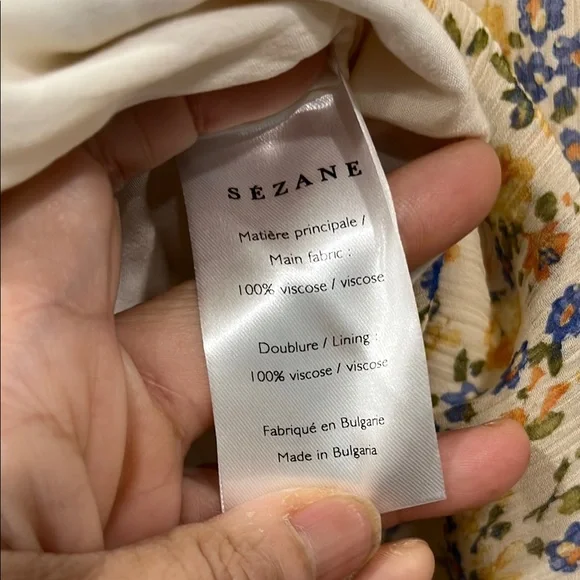 SÉZANE
Matière principale /
Main fabric :
100% viscose / viscose
Doublure / Lining :
100% viscose / viscose
Fabriqué en Bulgarie
Made in Bulgaria